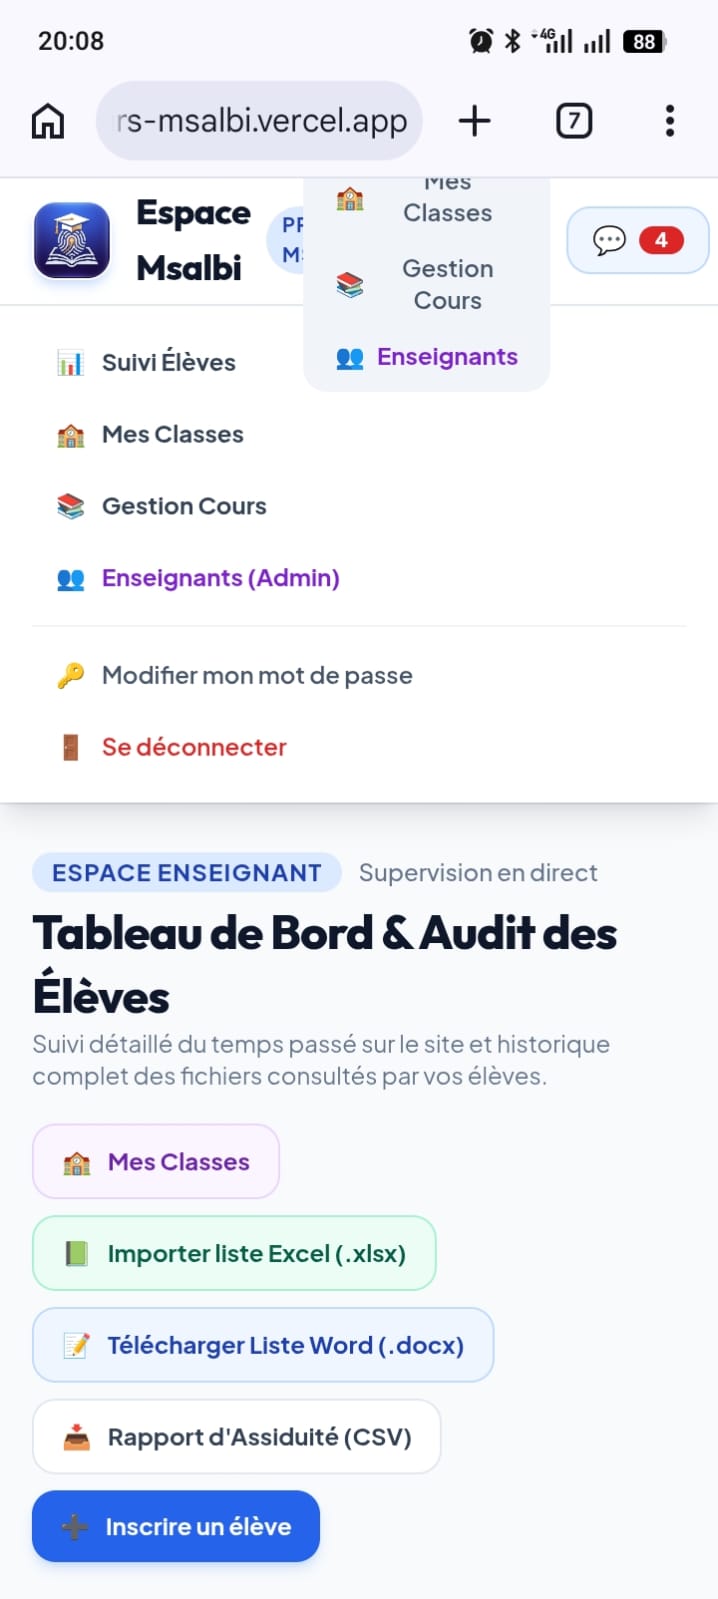 20:08
4G
88
rs-msalbi.vercel.app
7
Espace
Msalbi
Mes
Classes
Gestion
Cours
Enseignants
4
Suivi Élèves
Mes Classes
Gestion Cours
Enseignants (Admin)
Modifier mon mot de passe
Se déconnecter
ESPACE ENSEIGNANT
Supervision en direct
Tableau de Bord & Audit des
Élèves
Suivi détaillé du temps passé sur le site et historique
complet des fichiers consultés par vos élèves.
Mes Classes
Importer liste Excel (.xlsx)
Télécharger Liste Word (.docx)
Rapport d'Assiduité (CSV)
Inscrire un élève